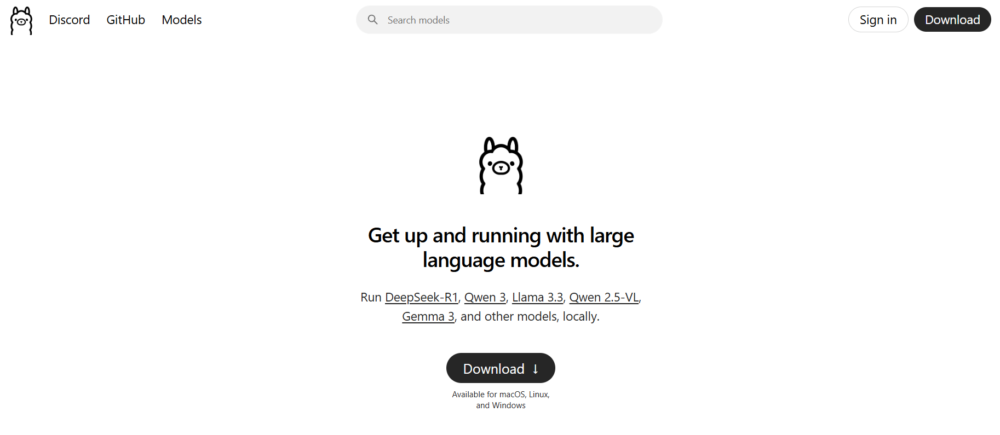 Discord GitHub Models Search models Sign in Download
Get up and running with large
language models.
Run DeepSeek-R1, Qwen 3, Llama 3.3, Qwen 2.5-VL,
Gemma 3, and other models, locally.
Download ↓
Available for macOS, Linux,
and Windows